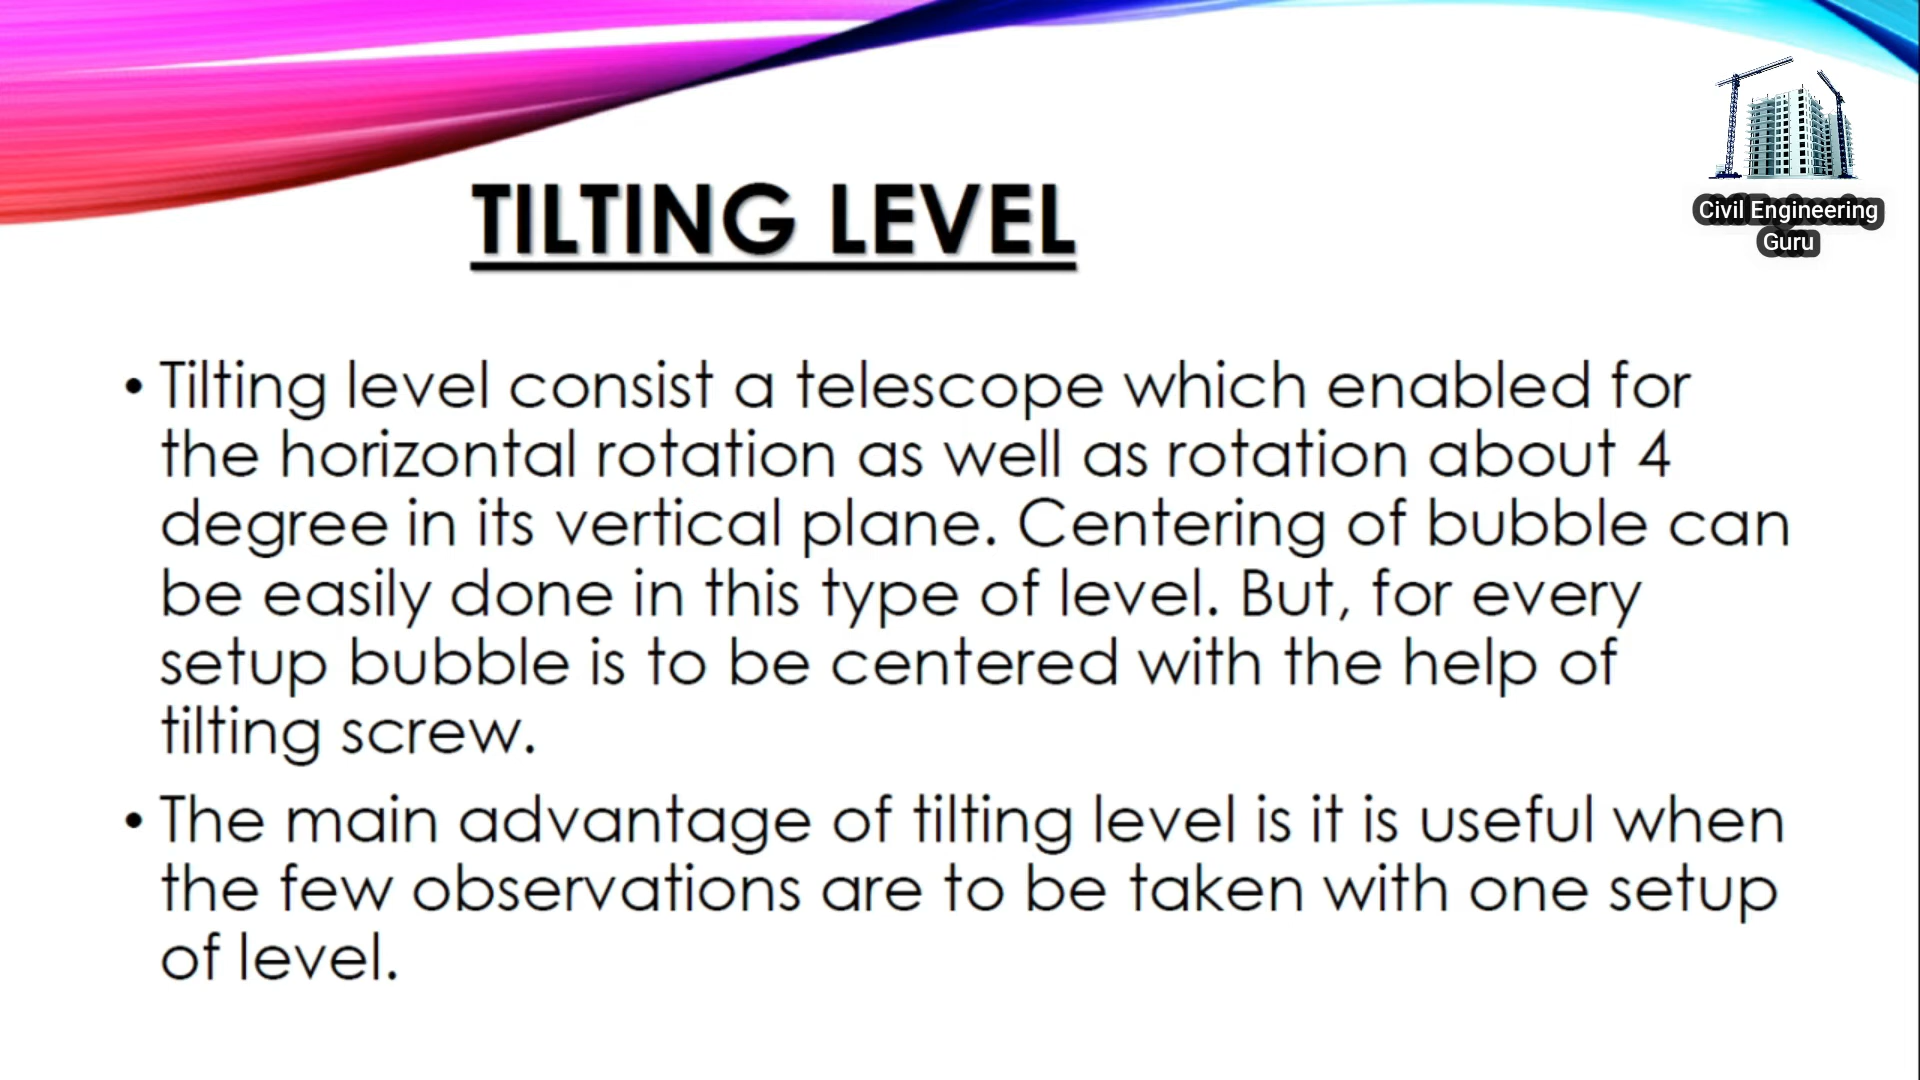 TILTING LEVEL
Civil Engineering
Guru
• Tilting level consist a telescope which enabled for
the horizontal rotation as well as rotation about 4
degree in its vertical plane. Centering of bubble can
be easily done in this type of level. But, for every
setup bubble is to be centered with the help of
tilting screw.
• The main advantage of tilting level is it is useful when
the few observations are to be taken with one setup
of level.